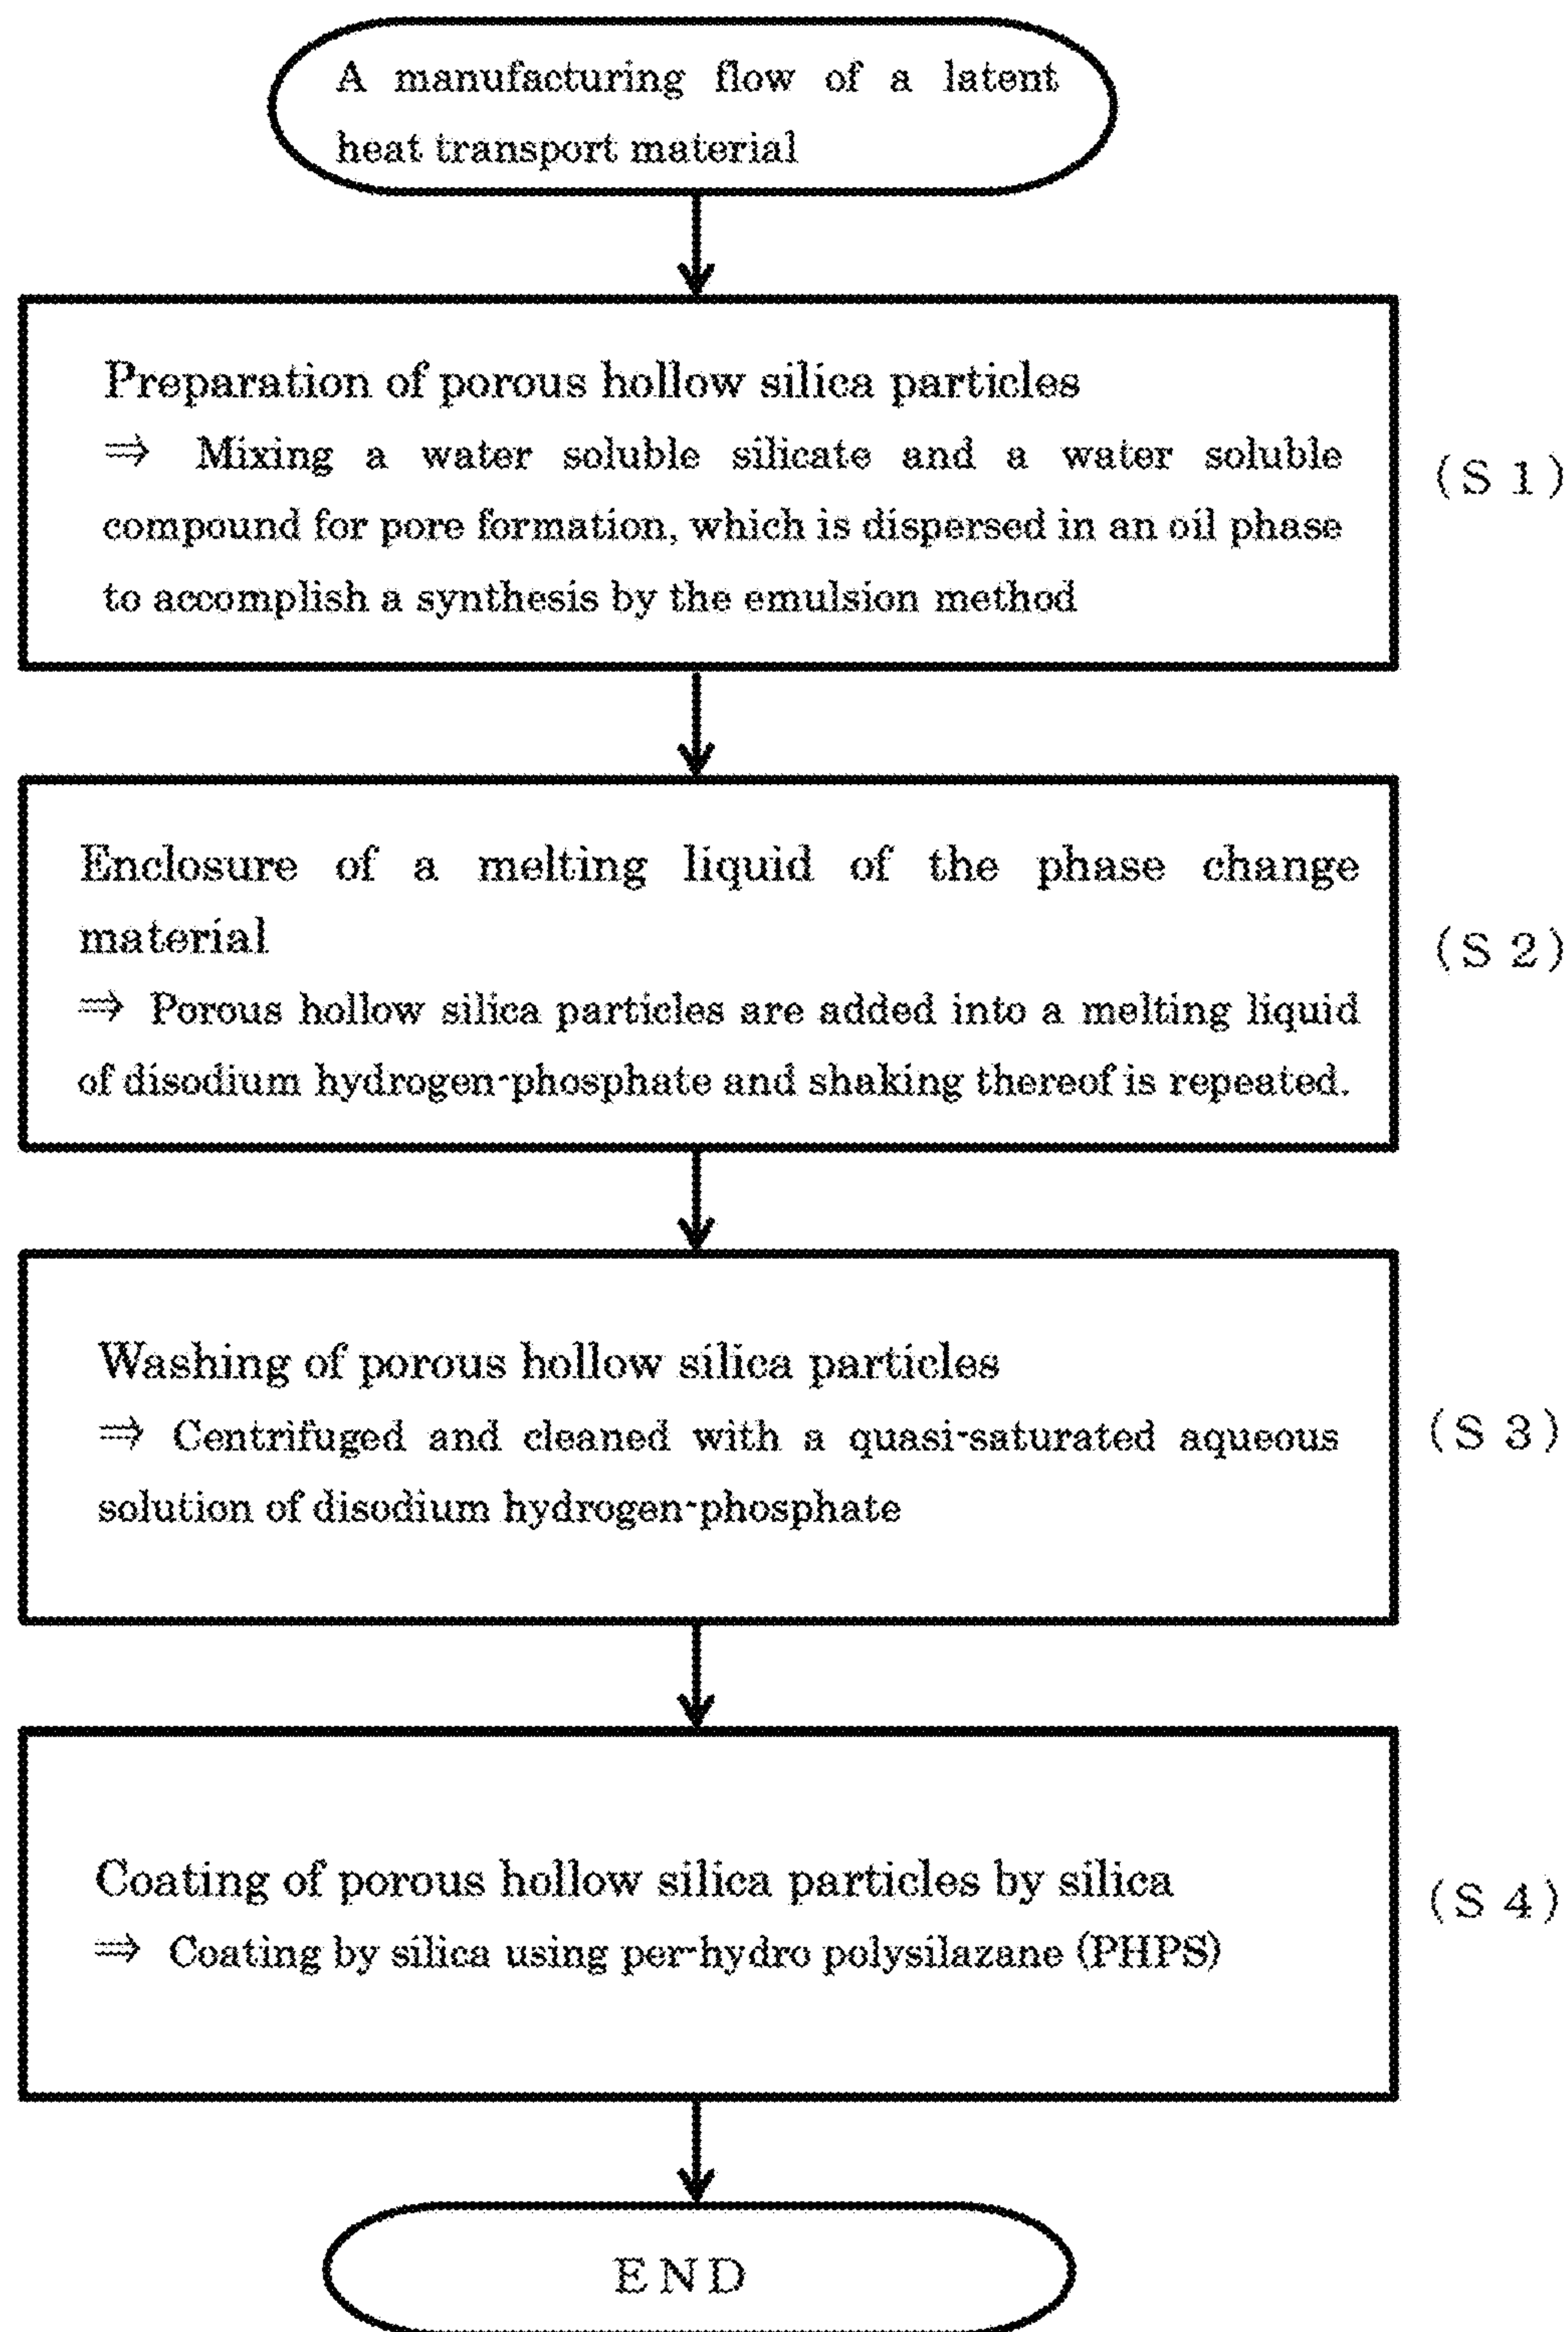 A manufacturing flow of a latent
heat transport material
Preparation of porous hollow silica particles
⇒ Mixing a water soluble silicate and a water soluble
compound for pore formation, which is dispersed in an oil phase
to accomplish a synthesis by the emulsion method
(S 1)
Enclosure of a melting liquid of the phase change
material
⇒ Porous hollow silica particles are added into a melting liquid
of disodium hydrogen-phosphate and shaking thereof is repeated.
(S 2)
Washing of porous hollow silica particles
⇒ Centrifuged and cleaned with a quasi-saturated aqueous
solution of disodium hydrogen-phosphate
(S 3)
Coating of porous hollow silica particles by silica
⇒ Coating by silica using per-hydro polysilazane (PHPS)
(S 4)
END